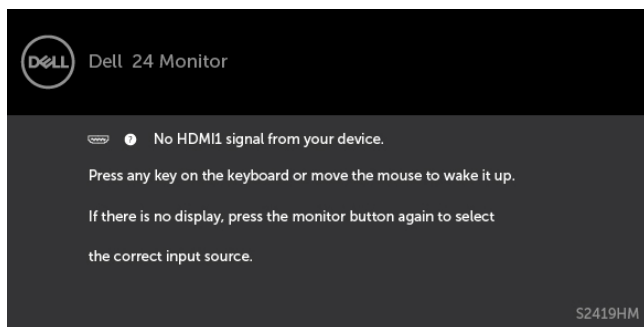 DELL
Dell 24 Monitor
No HDMI1 signal from your device.
Press any key on the keyboard or move the mouse to wake it up.
If there is no display, press the monitor button again to select
the correct input source.
S2419HM